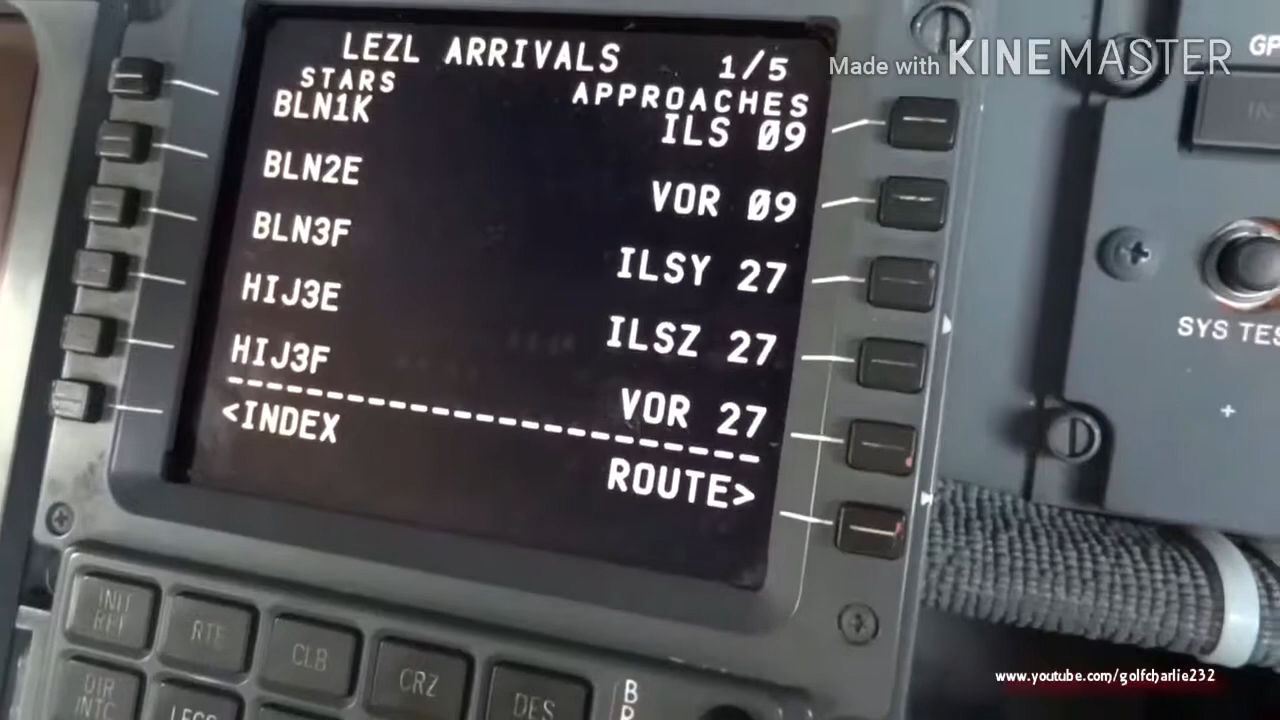 LEZL ARRIVALS 1/5
STARS APPROACHES
BLN1K ILS 09
BLN2E VOR 09
BLN3F ILSY 27
HIJ3E ILSZ 27
HIJ3F VOR 27
<INDEX ROUTE>
INIT REF
RTE
CLB
CRZ
DES
DIR INTC
LEGS
SYS
Made with KINEMASTER
www.youtube.com/golfcharlie232